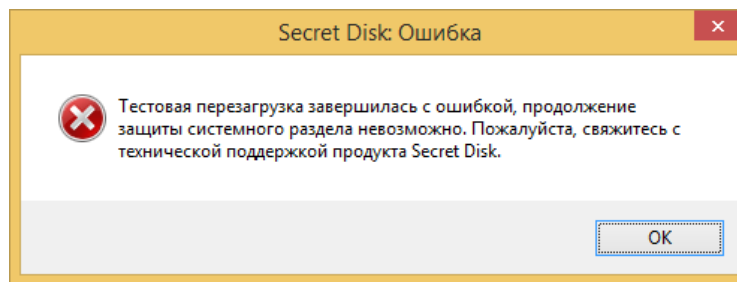 Secret Disk: Ошибка
Тестовая перезагрузка завершилась с ошибкой, продолжение
защиты системного раздела невозможно. Пожалуйста, свяжитесь с
технической поддержкой продукта Secret Disk.
OK